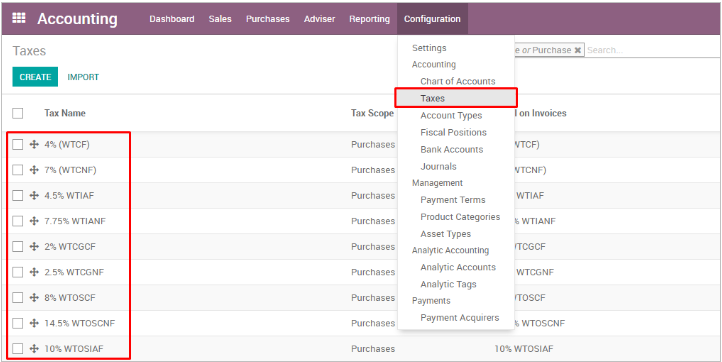 Accounting Dashboard Sales Purchases Adviser Reporting Configuration
Taxes
e or Purchase Search...
CREATE IMPORT
Tax Name Tax Scope on Invoices
4% (WTCF) Purchases WTCF)
7% (WTCNF) Purchases WTCNF)
4.5% WTIAF Purchases WTIAF
7.75% WTIANF Purchases % WTIANF
2% WTCGCF Purchases WTCGCF
2.5% WTCGNF Purchases WTCGNF
8% WTOSCF Purchases WTOSCF
14.5% WTOSCNF Purchases % WTOSCNF
10% WTOSIAF Purchases 10% WTOSIAF
Settings
Accounting
Chart of Accounts
Taxes
Account Types
Fiscal Positions
Bank Accounts
Journals
Management
Payment Terms
Product Categories
Asset Types
Analytic Accounting
Analytic Accounts
Analytic Tags
Payments
Payment Acquirers